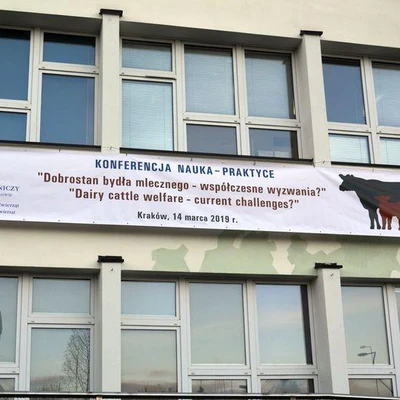 KONFERENCJA NAUKA - PRAKTYCE
"Dobrostan bydła mlecznego - współczesne wyzwania?"
"Dairy cattle welfare - current challenges?"
Kraków, 14 marca 2019 r.